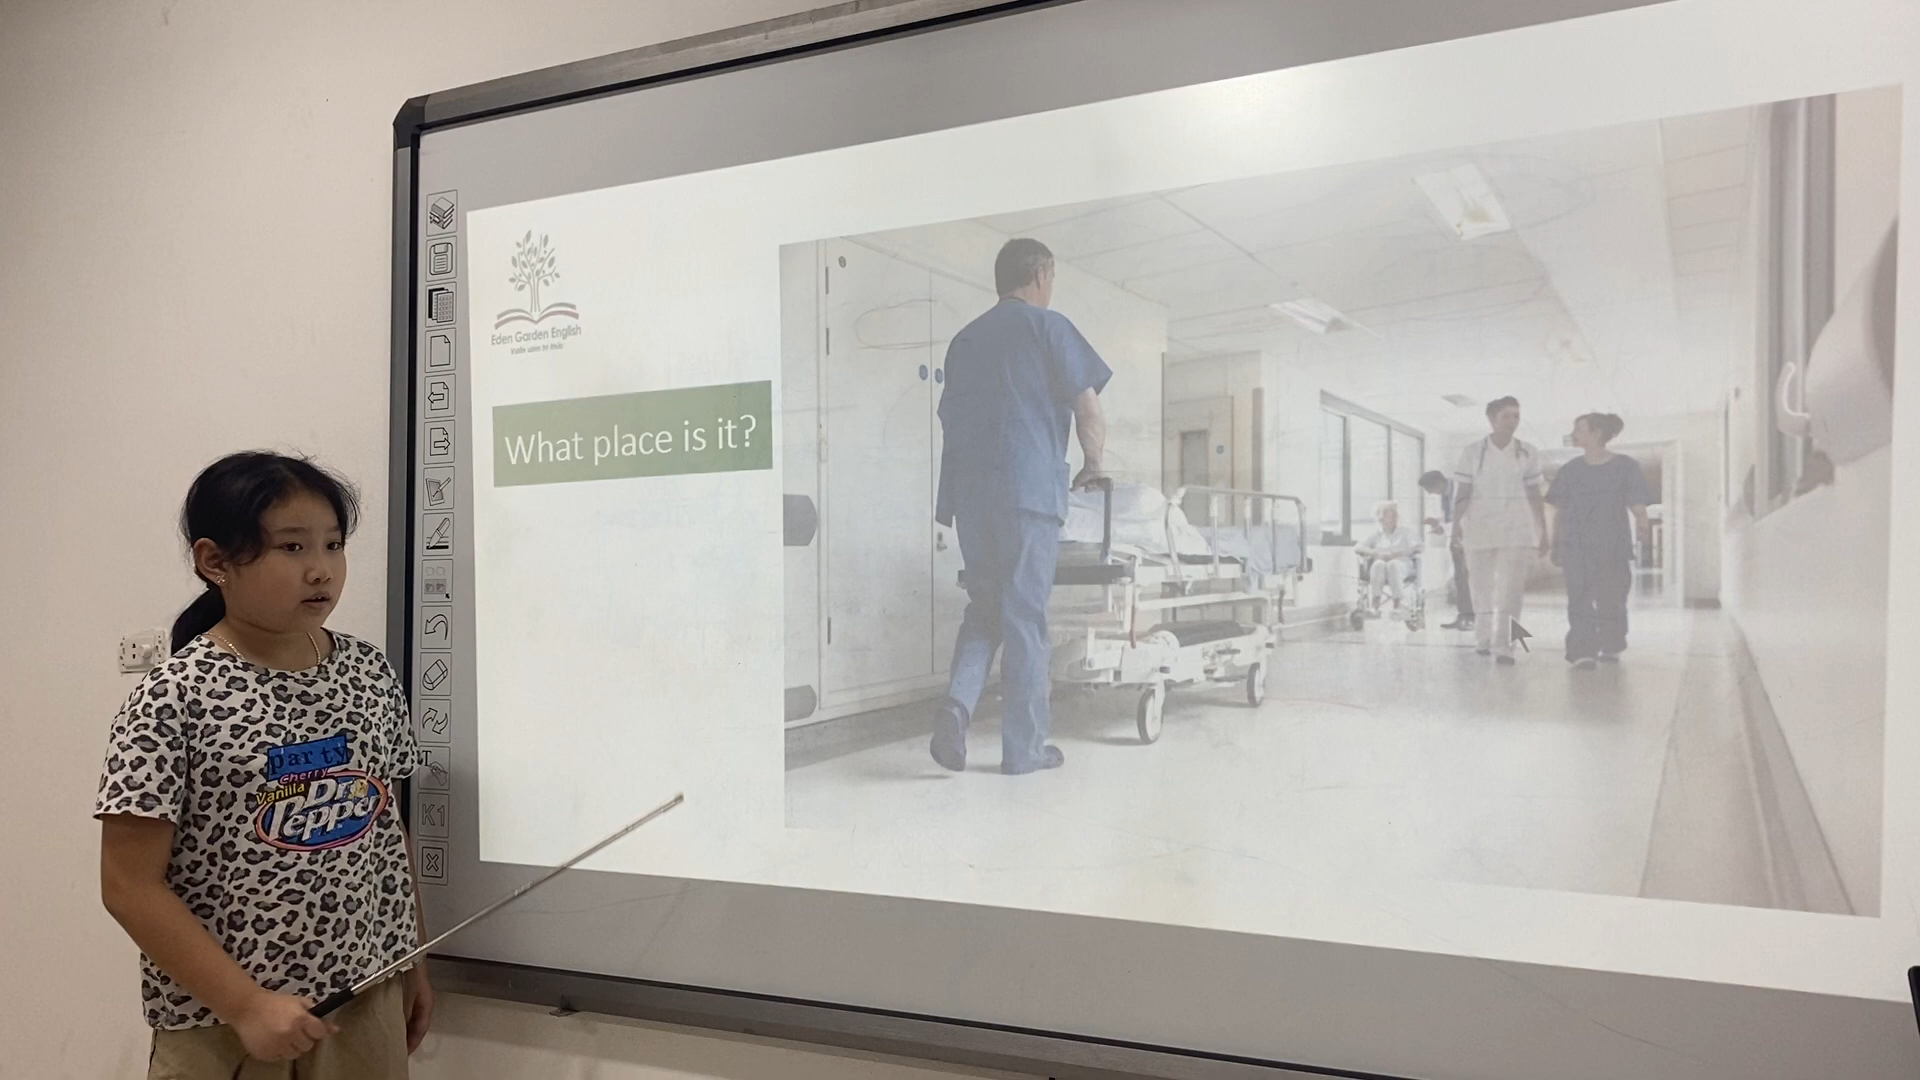 Eden Garden English
What place is it?
party
Cherry
Vanilla
Dr
Pepper
T
K1